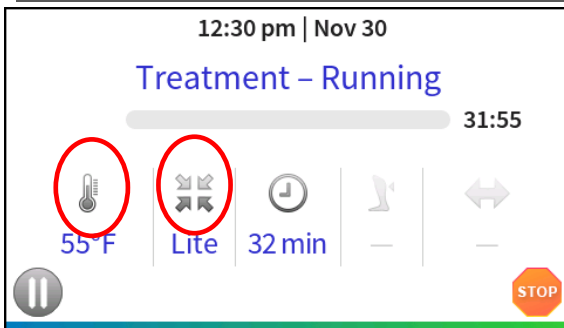 12:30 pm | Nov 30
Treatment – Running
31:55
55°F Lite 32 min — —
STOP